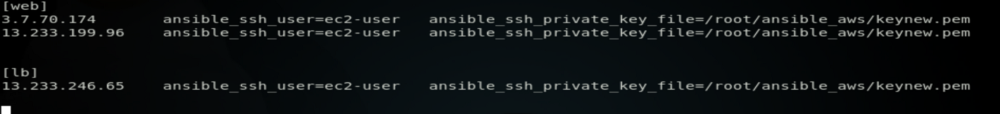 [web]
3.7.70.174 ansible_ssh_user=ec2-user ansible_ssh_private_key_file=/root/ansible_aws/keynew.pem
13.233.199.96 ansible_ssh_user=ec2-user ansible_ssh_private_key_file=/root/ansible_aws/keynew.pem
[lb]
13.233.246.65 ansible_ssh_user=ec2-user ansible_ssh_private_key_file=/root/ansible_aws/keynew.pem